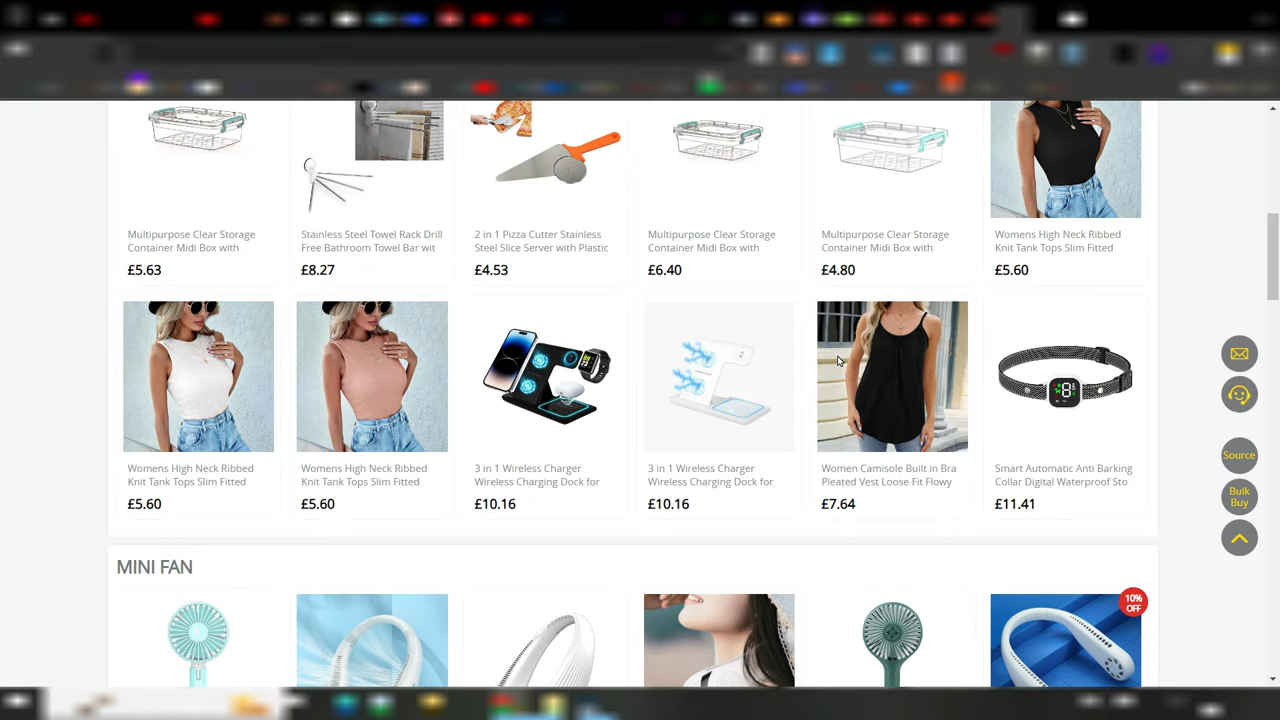 Multipurpose Clear Storage
Container Midi Box with
£5.63
Stainless Steel Towel Rack Drill
Free Bathroom Towel Bar wit
£8.27
2 in 1 Pizza Cutter Stainless
Steel Slice Server with Plastic
£4.53
Multipurpose Clear Storage
Container Midi Box with
£6.40
Multipurpose Clear Storage
Container Midi Box with
£4.80
Womens High Neck Ribbed
Knit Tank Tops Slim Fitted
£5.60
Womens High Neck Ribbed
Knit Tank Tops Slim Fitted
£5.60
Womens High Neck Ribbed
Knit Tank Tops Slim Fitted
£5.60
3 in 1 Wireless Charger
Wireless Charging Dock for
£10.16
3 in 1 Wireless Charger
Wireless Charging Dock for
£10.16
Women Camisole Built in Bra
Pleated Vest Loose Fit Flowy
£7.64
8
Smart Automatic Anti Barking
Collar Digital Waterproof Sto
£11.41
Source
Bulk
Buy
MINI FAN
10%
OFF